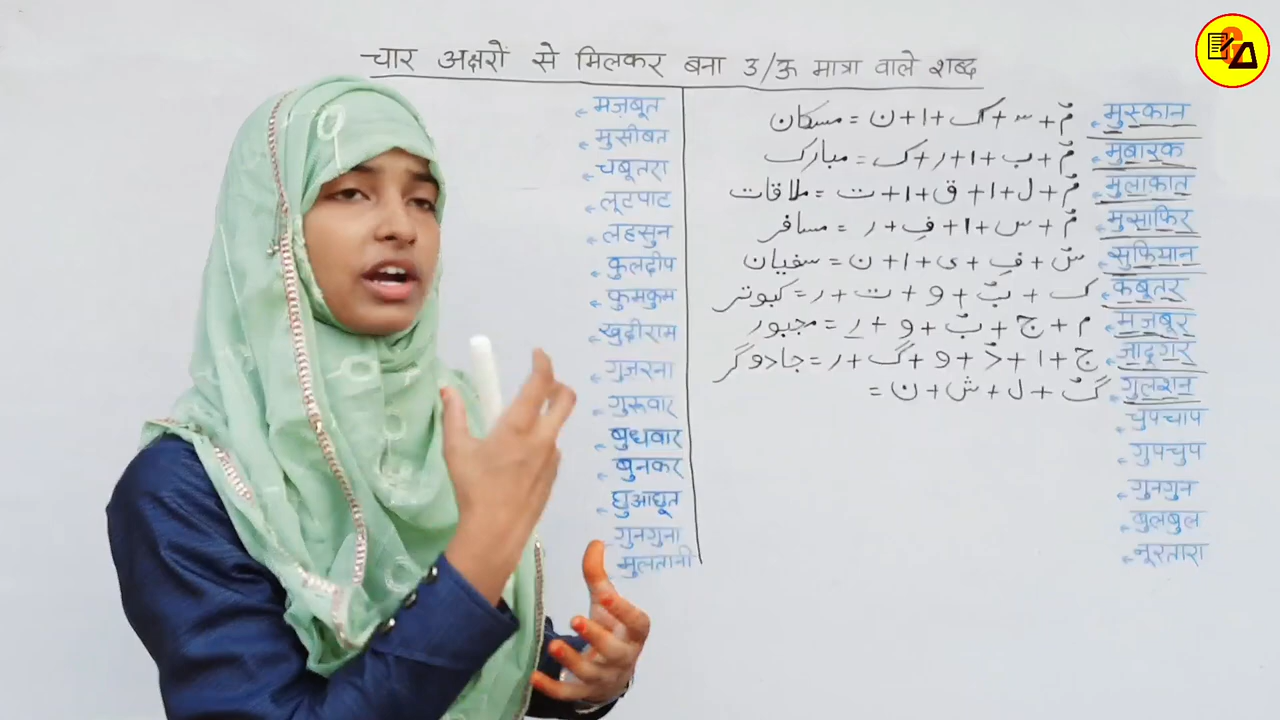 चार अक्षरों से मिलकर बना उ/ऊ मात्रा वाले शब्द
मुस्कान مُ + س + ک + ا + ن = مسکان
मुबारक مُ + ب + ا + ر + ک = مبارک
मुलाकात مُ + ل + ا + ق + ا + ت = ملاقات
मुसाफिर مُ + س + ا + فِ + ر = مسافر
सुफियान سُ + فِ + ی + ا + ن = سفیان
कबूतर ک + بُ + و + ت + ر = کبوتر
मजबूर م + ج + بُ + و + ر = مجبور
जादूगर ج + ا + دُ + و + گ + ر = جادوگر
गुलशन گُ + ل + ش + ن =
चुपचाप
गुपचुप
गुनगुन
बुलबुल
नूरतारा
मज़बूत
मुसीबत
चबूतरा
लूटपाट
लहसुन
कुलदीप
कुमकुम
खुदीराम
गुजरना
गुरूवार
बुधवार
बुनकर
छुआछूत
गुनगुना
मुलतानी